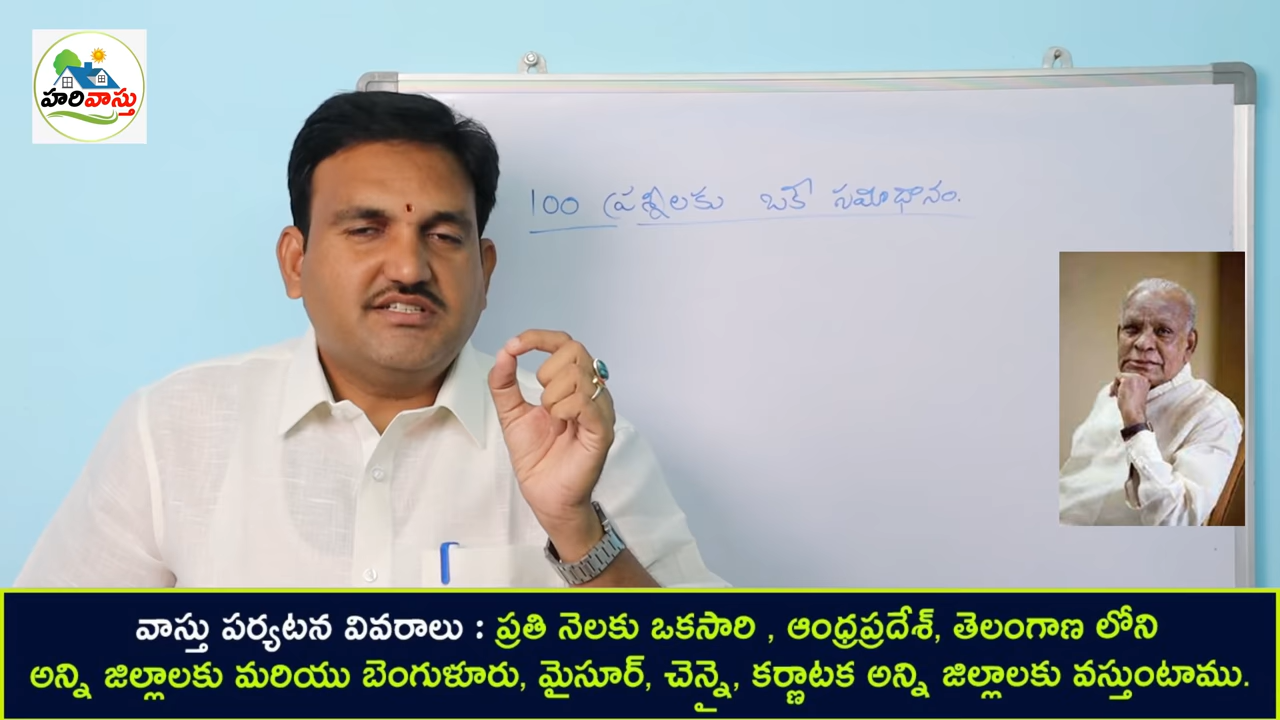 హరివాస్తు
100 ప్రశ్నలకు ఒకే సమాధానం.
వాస్తు పర్యటన వివరాలు : ప్రతి నెలకు ఒకసారి , ఆంధ్రప్రదేశ్, తెలంగాణ లోని
అన్ని జిల్లాలకు మరియు బెంగుళూరు, మైసూర్, చెన్నై, కర్ణాటక అన్ని జిల్లాలకు వస్తుంటాము.